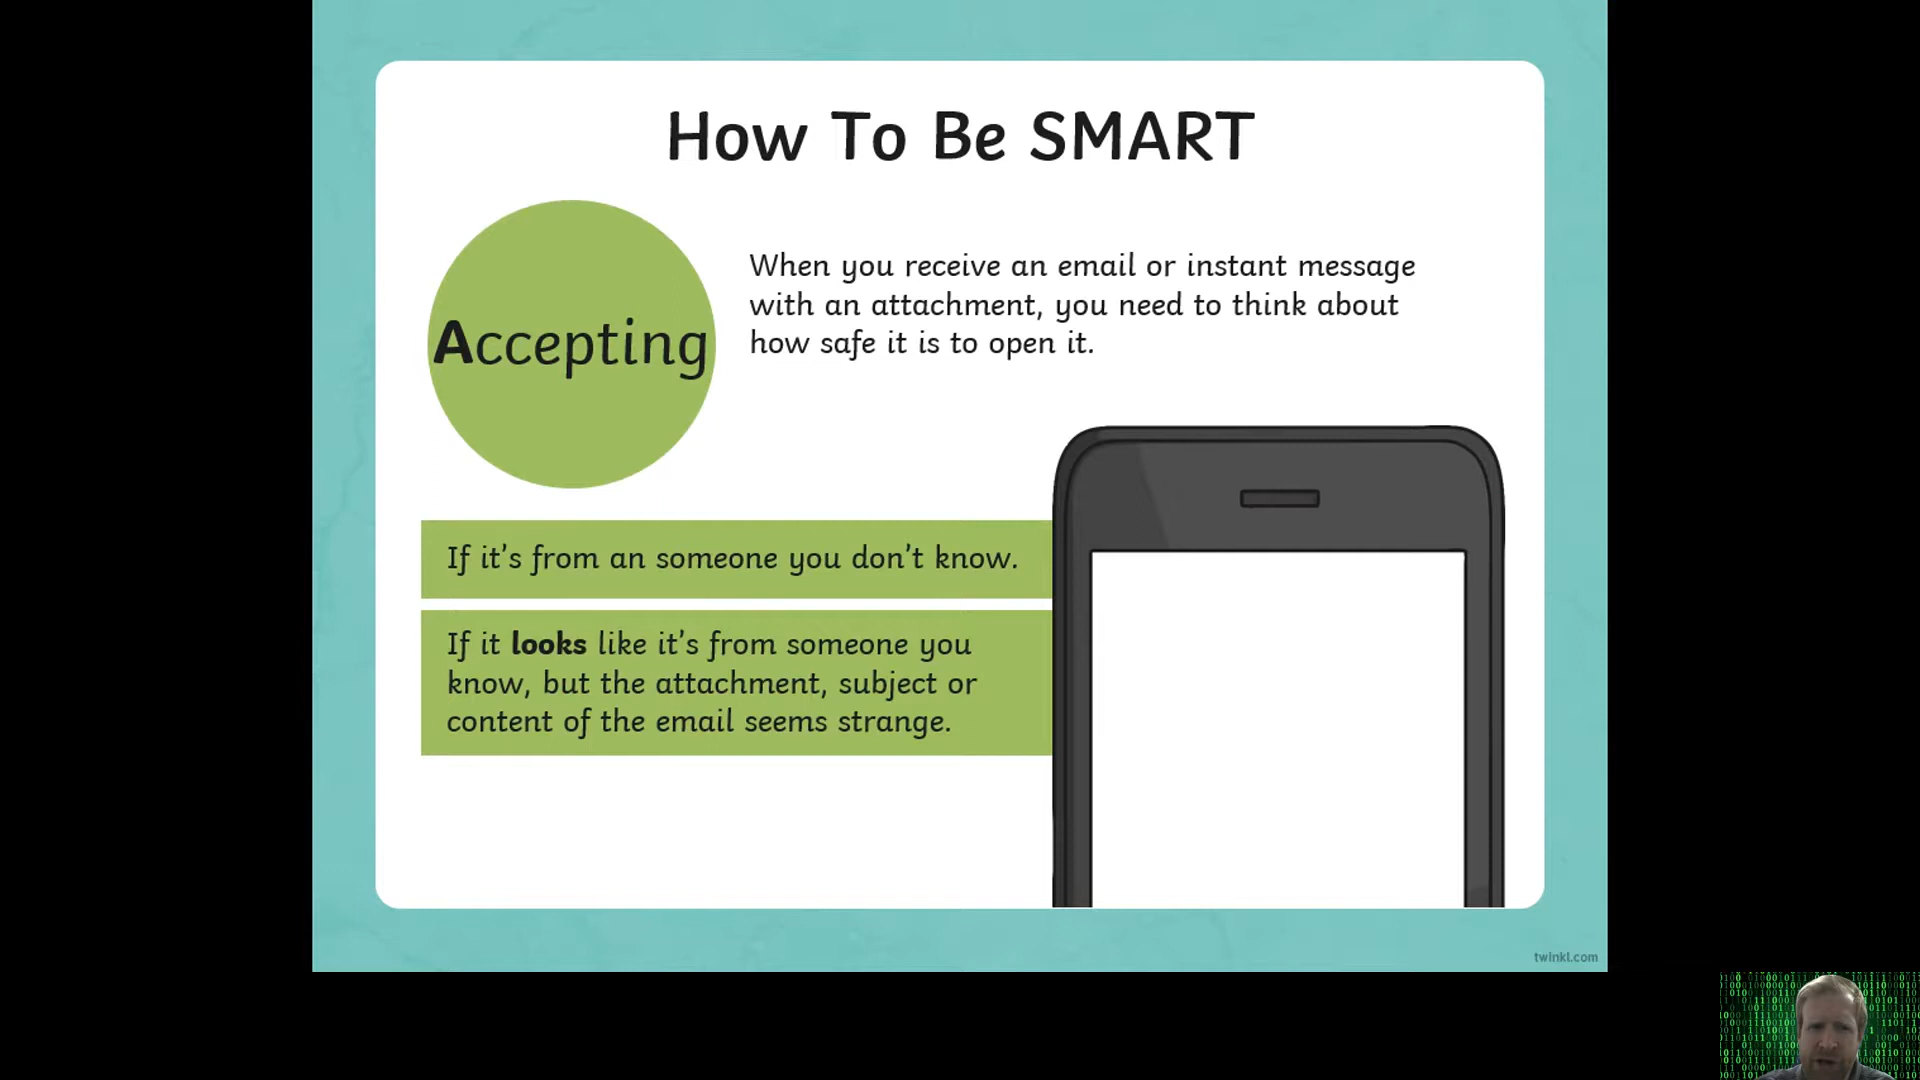 How To Be SMART
Accepting
When you receive an email or instant message
with an attachment, you need to think about
how safe it is to open it.
If it's from an someone you don't know.
If it looks like it's from someone you
know, but the attachment, subject or
content of the email seems strange.
twinkl.com